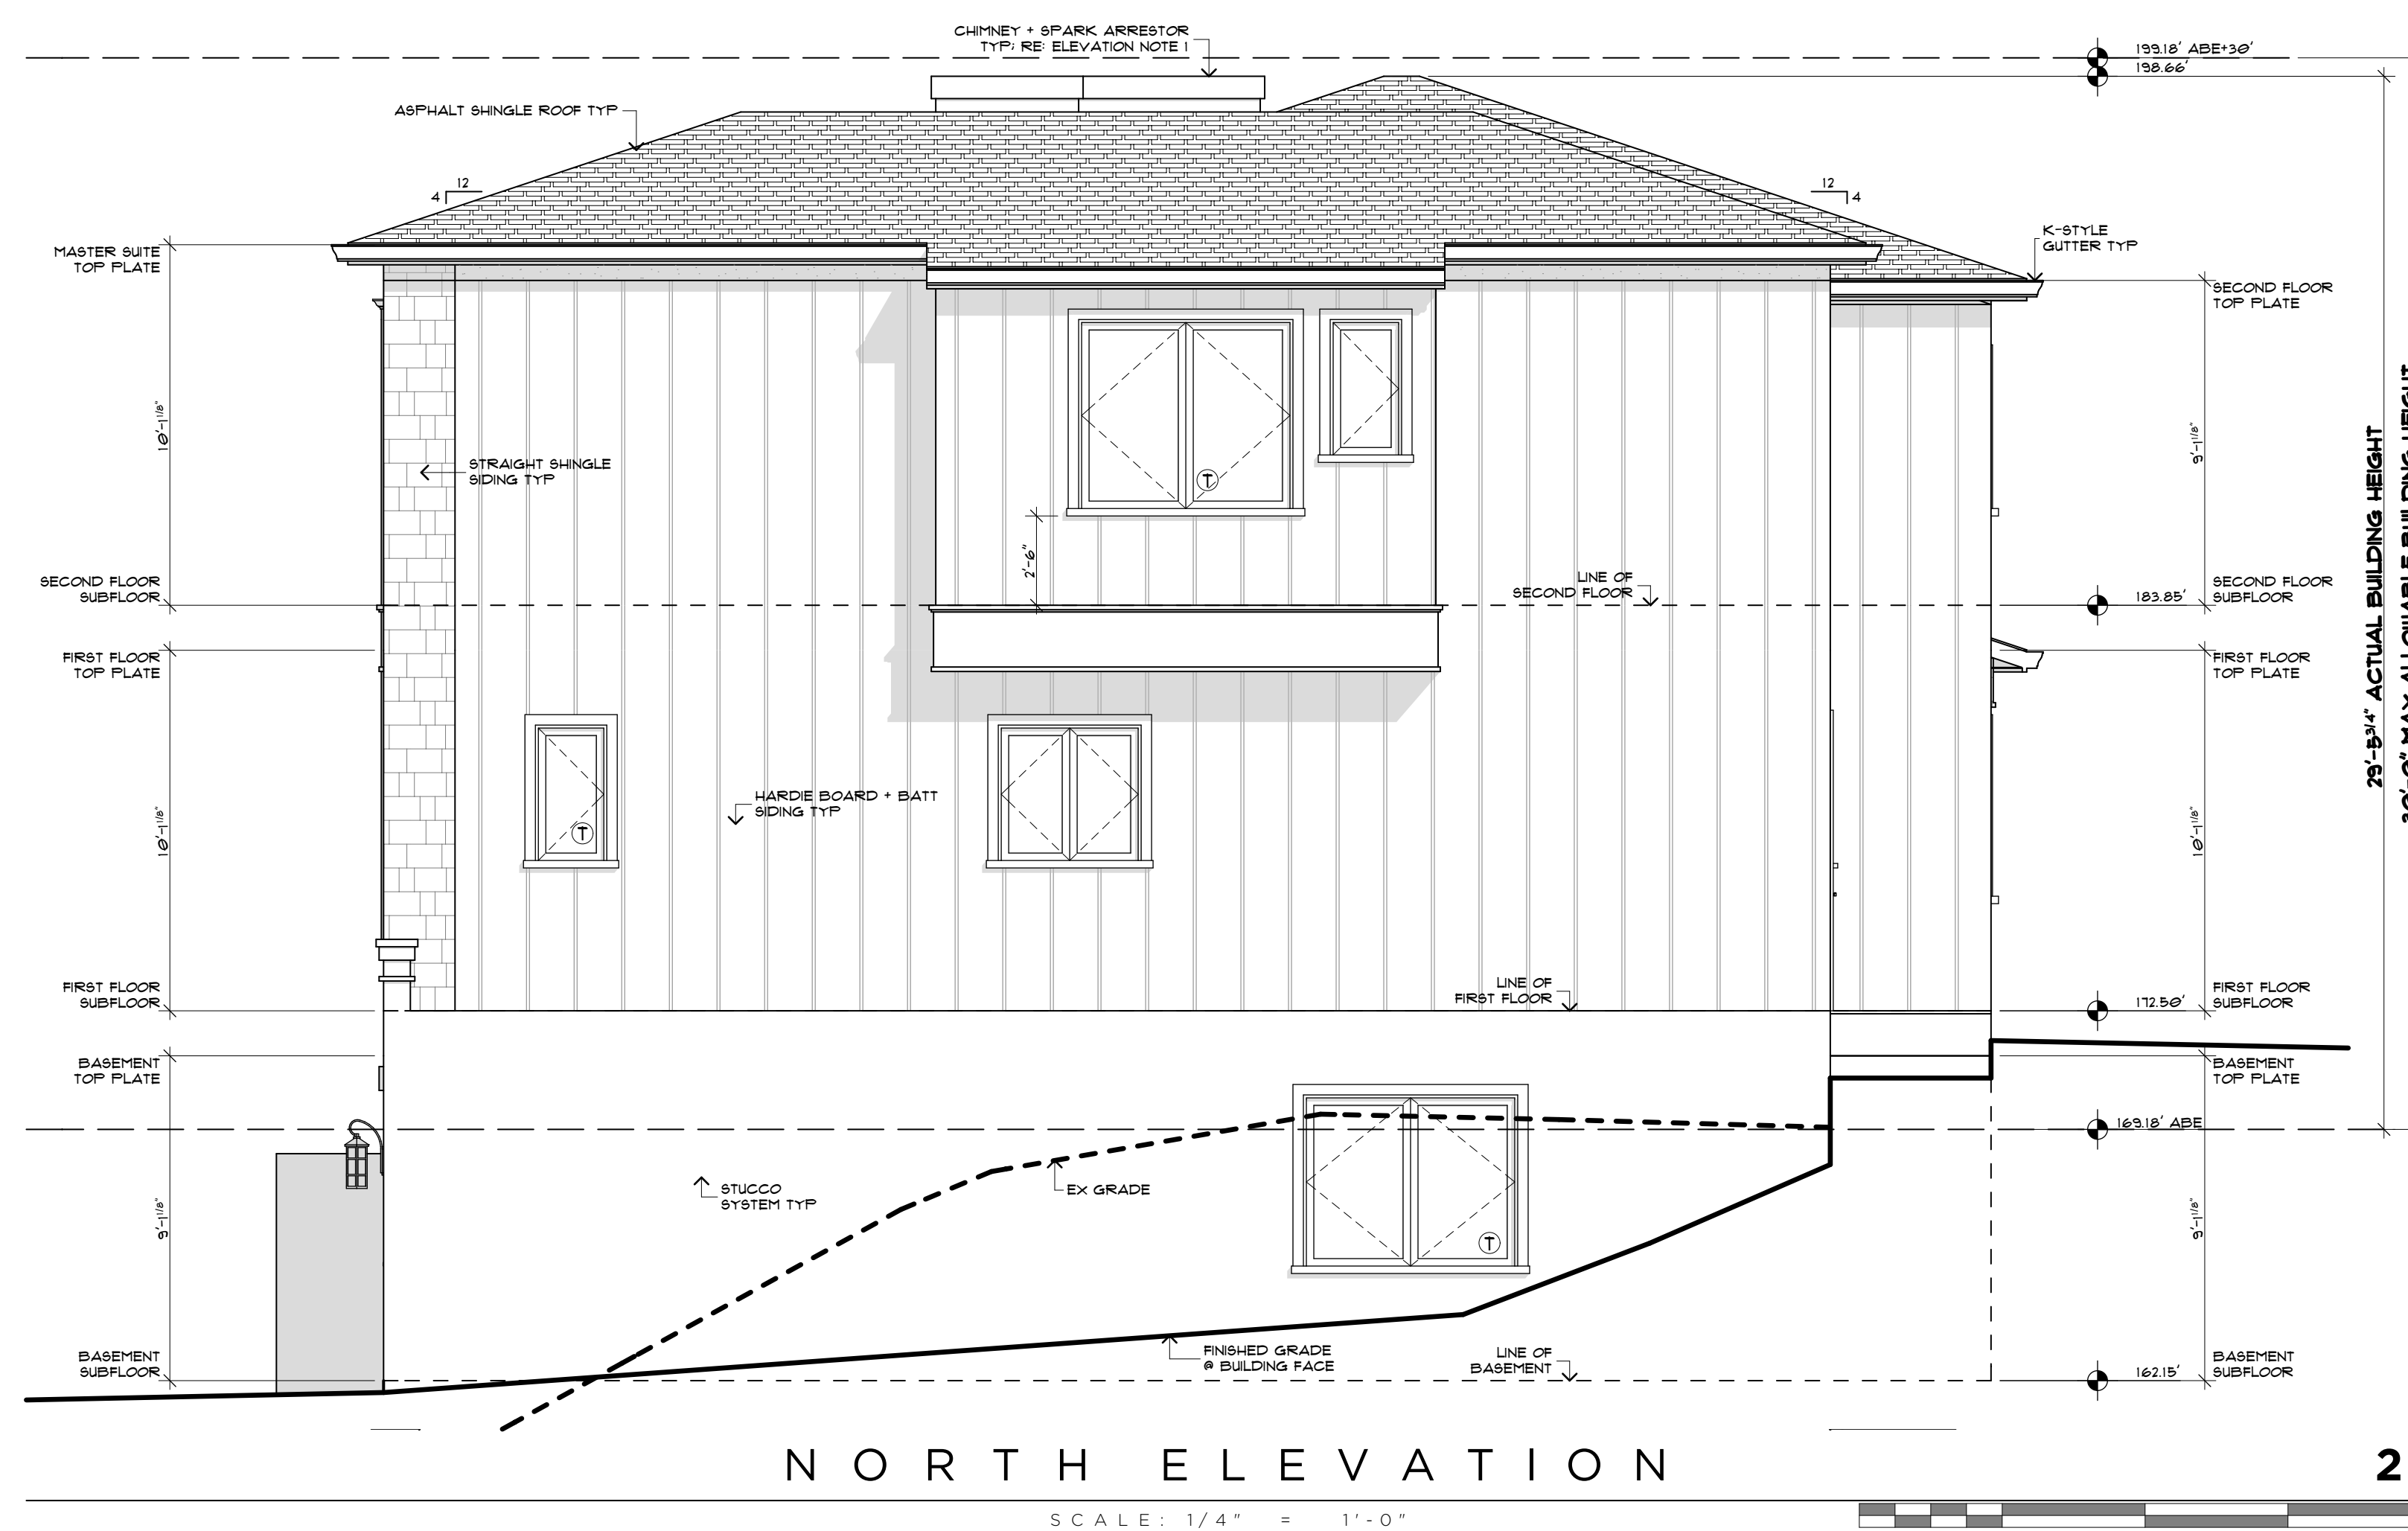 CHIMNEY + SPARK ARRESTOR
TYP; RE: ELEVATION NOTE 1
199.18' ABE+30'
198.66'
ASPHALT SHINGLE ROOF TYP
12
4
12
4
MASTER SUITE
TOP PLATE
K-STYLE
GUTTER TYP
SECOND FLOOR
TOP PLATE
10'-1 1/8"
9'-1 1/8"
STRAIGHT SHINGLE
SIDING TYP
29'-5 3/4" ACTUAL BUILDING HEIGHT
2'-6"
SECOND FLOOR
SUBFLOOR
LINE OF
SECOND FLOOR
183.85'
SECOND FLOOR
SUBFLOOR
FIRST FLOOR
TOP PLATE
FIRST FLOOR
TOP PLATE
T
T
10'-1 1/8"
HARDIE BOARD + BATT
SIDING TYP
10'-1 1/8"
FIRST FLOOR
SUBFLOOR
LINE OF
FIRST FLOOR
172.50'
FIRST FLOOR
SUBFLOOR
BASEMENT
TOP PLATE
BASEMENT
TOP PLATE
169.18' ABE
STUCCO
SYSTEM TYP
EX GRADE
T
9'-1 1/8"
9'-1 1/8"
BASEMENT
SUBFLOOR
FINISHED GRADE
@ BUILDING FACE
LINE OF
BASEMENT
162.15'
BASEMENT
SUBFLOOR
NORTH ELEVATION
2
SCALE: 1/4" = 1'-0"